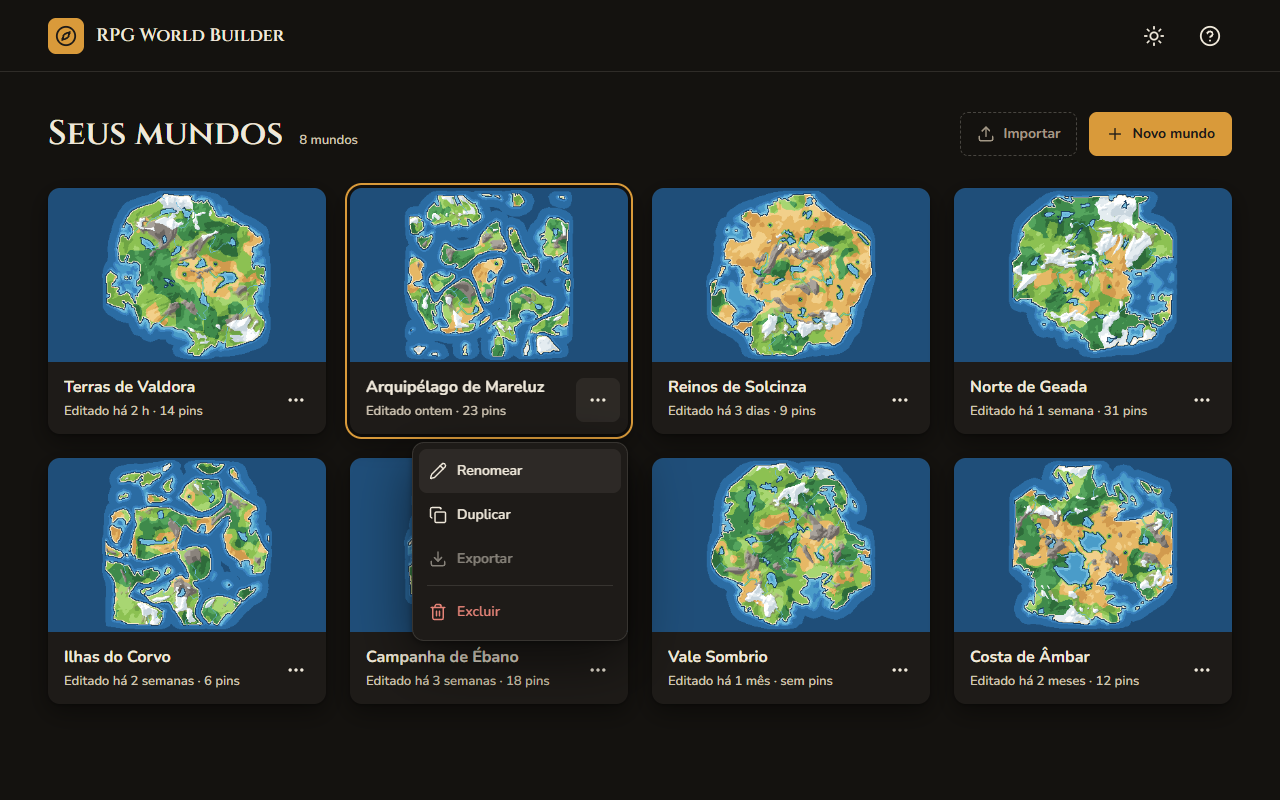 RPG World Builder
Seus mundos
8 mundos
Importar
Novo mundo
Terras de Valdora
Editado há 2 h · 14 pins
Arquipélago de Mareluz
Editado ontem · 23 pins
Reinos de Solcinza
Editado há 3 dias · 9 pins
Norte de Geada
Editado há 1 semana · 31 pins
Renomear
Duplicar
Exportar
Excluir
Ilhas do Corvo
Editado há 2 semanas · 6 pins
Campanha de Ébano
Editado há 3 semanas · 18 pins
Vale Sombrio
Editado há 1 mês · sem pins
Costa de Âmbar
Editado há 2 meses · 12 pins